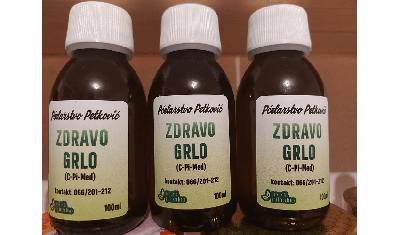 Pčelarstvo Petković
ZDRAVO
GRLO
(C-Pi-Med)
Kontakt: 066/201-212
100ml
Pčelarstvo Petković
ZDRAVO
GRLO
(C-Pi-Med)
Kontakt: 066/201-212
100ml
Pčelarstvo Petković
ZDRAVO
GRLO
(C-Pi-Med)
Kontakt: 066/201-212
100ml